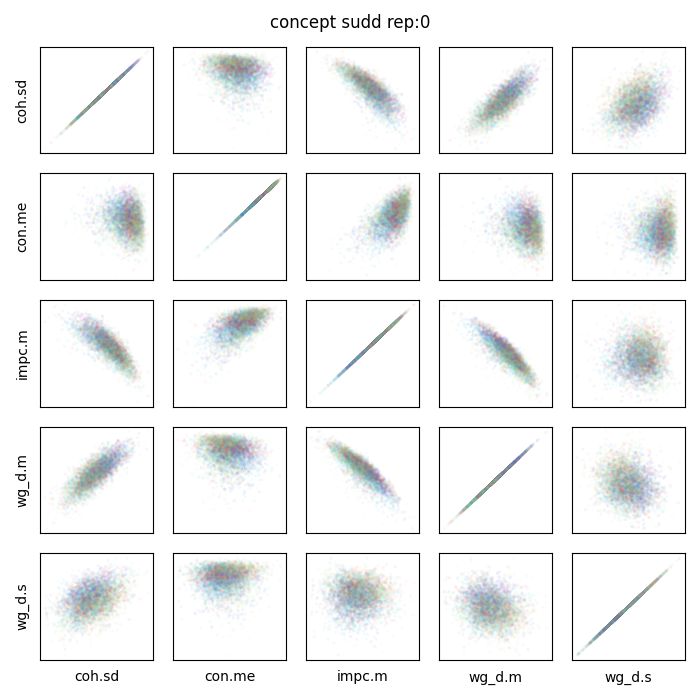 concept sudd rep:0
coh.sd
con.me
impc.m
wg_d.m
wg_d.s
coh.sd
con.me
impc.m
wg_d.m
wg_d.s